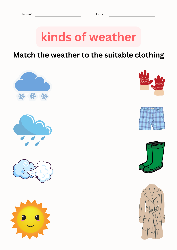 kinds of weather
Match the weather to the suitable clothing